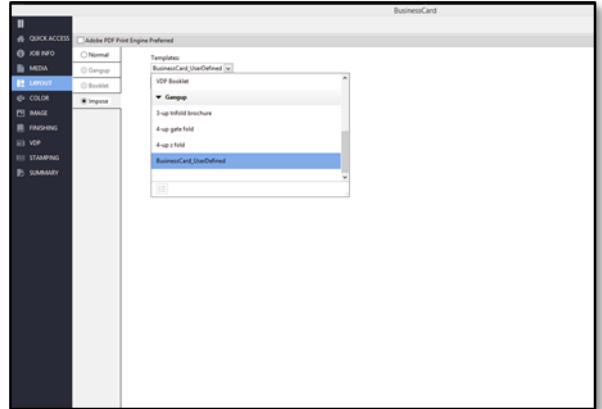 BusinessCard
QUICK ACCESS
Adobe PDF Print Engine Preferred
JOB INFO
MEDIA
LAYOUT
COLOR
IMAGE
FINISHING
VDP
STAMPING
SUMMARY
Normal
Gangup
Booklet
Impose
Templates:
BusinessCard_UserDefined
VDP Booklet
Gangup
3-up trifold brochure
4-up gate fold
4-up z fold
BusinessCard_UserDefined